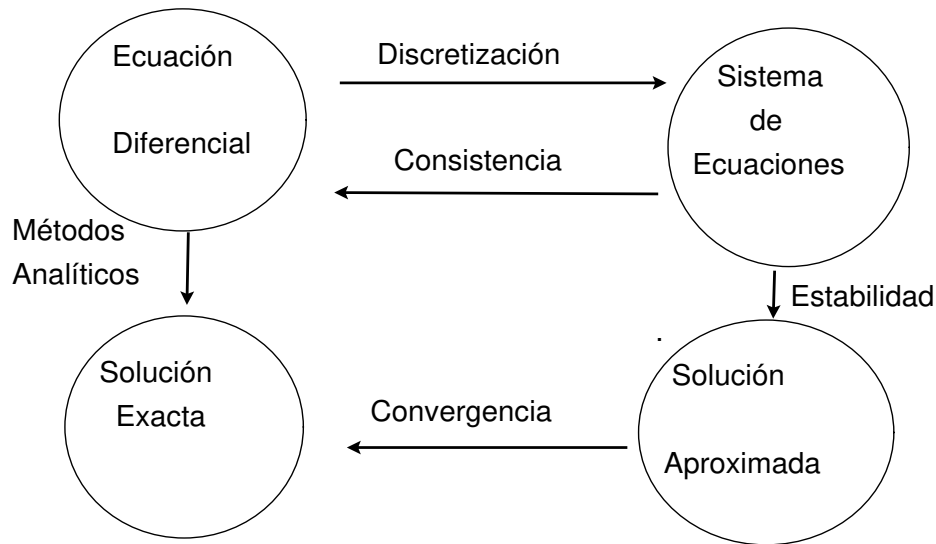 Ecuación
Diferencial
Discretización
Sistema
de
Ecuaciones
Consistencia
Métodos
Analíticos
Estabilidad
Solución
Exacta
Convergencia
.
Solución
Aproximada